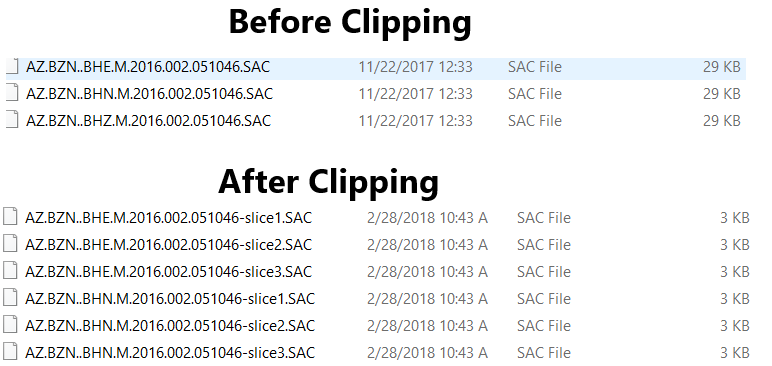 Before Clipping
AZ.BZN..BHE.M.2016.002.051046.SAC 11/22/2017 12:33 SAC File 29 KB
AZ.BZN..BHN.M.2016.002.051046.SAC 11/22/2017 12:33 SAC File 29 KB
AZ.BZN..BHZ.M.2016.002.051046.SAC 11/22/2017 12:33 SAC File 29 KB
After Clipping
AZ.BZN..BHE.M.2016.002.051046-slice1.SAC 2/28/2018 10:43 A SAC File 3 KB
AZ.BZN..BHE.M.2016.002.051046-slice2.SAC 2/28/2018 10:43 A SAC File 3 KB
AZ.BZN..BHE.M.2016.002.051046-slice3.SAC 2/28/2018 10:43 A SAC File 3 KB
AZ.BZN..BHN.M.2016.002.051046-slice1.SAC 2/28/2018 10:43 A SAC File 3 KB
AZ.BZN..BHN.M.2016.002.051046-slice2.SAC 2/28/2018 10:43 A SAC File 3 KB
AZ.BZN..BHN.M.2016.002.051046-slice3.SAC 2/28/2018 10:43 A SAC File 3 KB